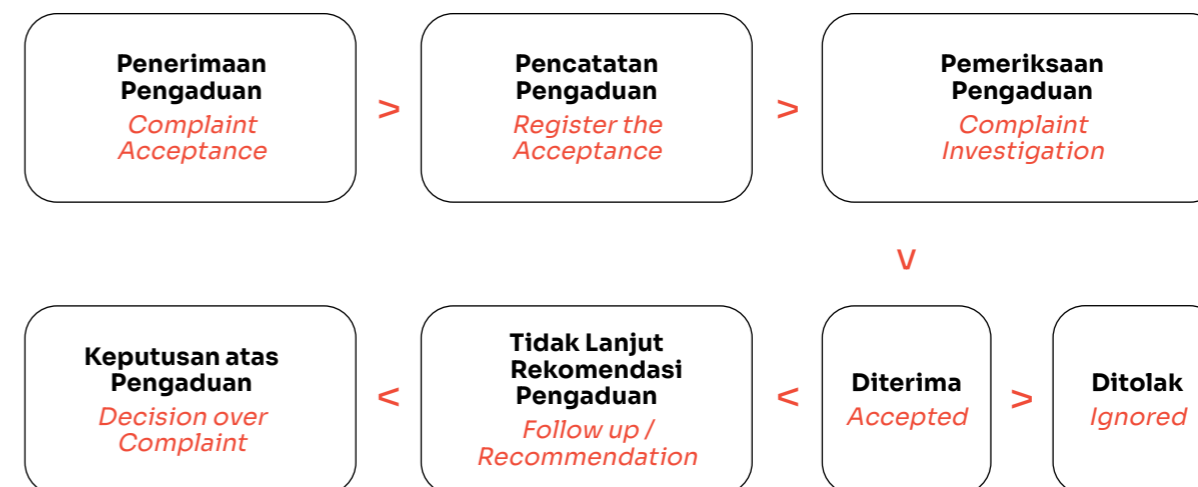 Penerimaan
Pengaduan
Complaint
Acceptance
>
Pencatatan
Pengaduan
Register the
Acceptance
>
Pemeriksaan
Pengaduan
Complaint
Investigation
V
Keputusan atas
Pengaduan
Decision over
Complaint
<
Tidak Lanjut
Rekomendasi
Pengaduan
Follow up /
Recommendation
<
Diterima
Accepted
>
Ditolak
Ignored